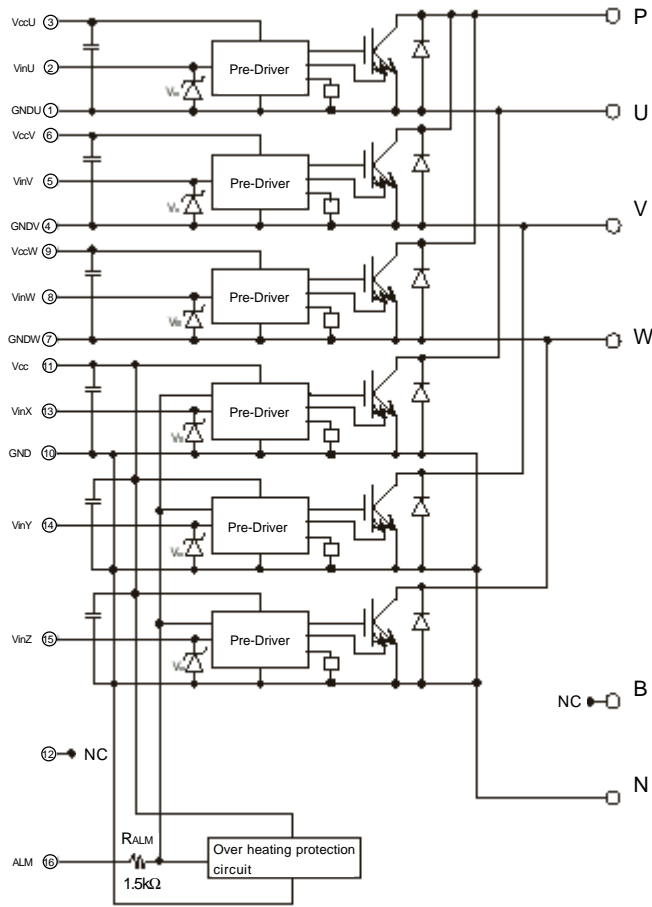 VccU 3
P
VinU 2
Pre-Driver
GNDU 1
U
VccV 6
VinV 5
Pre-Driver
V
GNDV 4
VccW 9
VinW 8
Pre-Driver
GNDW 7
W
Vcc 11
VinX 13
Pre-Driver
GND 10
VinY 14
Pre-Driver
VinZ 15
Pre-Driver
B
NC
12 NC
N
RALM
Over heating protection
circuit
ALM 16
1.5kΩ